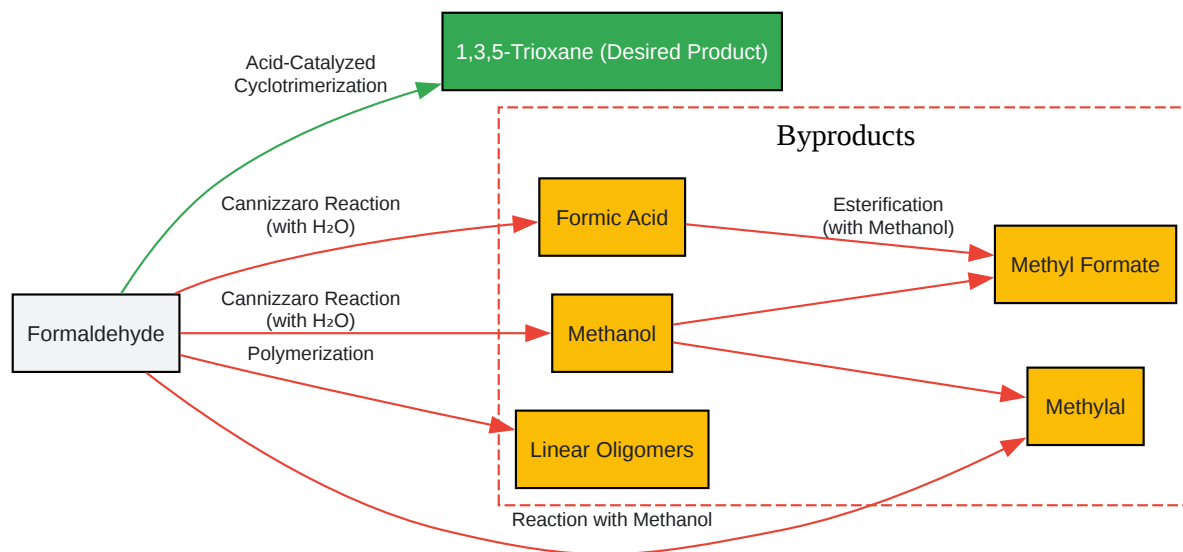 1,3,5-Trioxane (Desired Product)
Acid-Catalyzed
Cyclotrimerization
Byproducts
Cannizzaro Reaction
(with H₂O)
Formic Acid
Esterification
(with Methanol)
Methyl Formate
Formaldehyde
Cannizzaro Reaction
(with H₂O)
Methanol
Polymerization
Methylal
Linear Oligomers
Reaction with Methanol